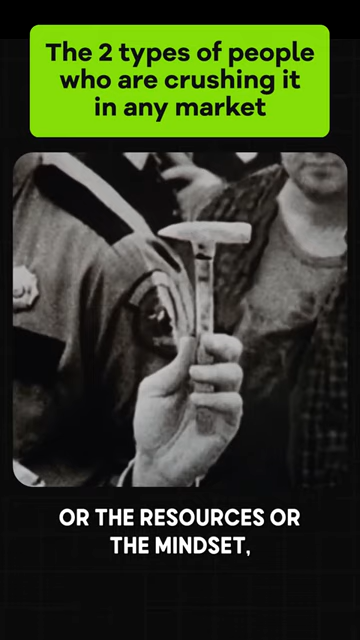 The 2 types of people
who are crushing it
in any market
OR THE RESOURCES OR
THE MINDSET,